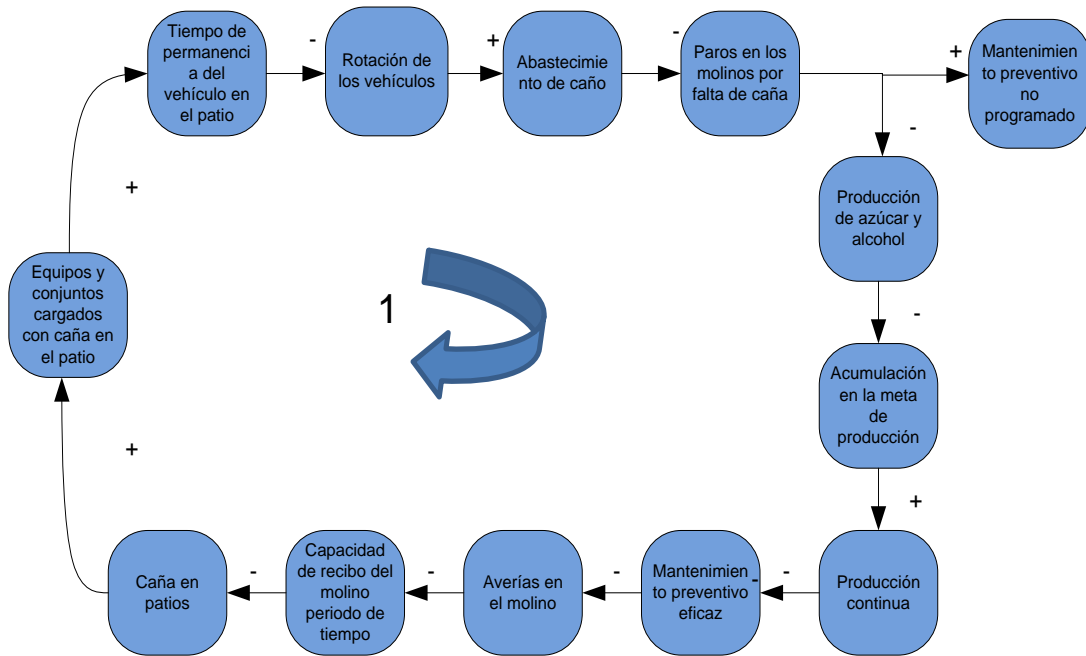 Tiempo de
permanenci
a del
vehículo en
el patio
-
Rotación de
los vehículos
+
Abastecimie
nto de caño
-
Paros en los
molinos por
falta de caña
+
Mantenimien
to preventivo
no
programado
-
Producción
de azúcar y
alcohol
-
Acumulación
en la meta
de
producción
+
Producción
continua
-
-
Mantenimien
to preventivo
eficaz
-
Averías en
el molino
-
Capacidad
de recibo del
molino
periodo de
tiempo
-
Caña en
patios
+
Equipos y
conjuntos
cargados
con caña en
el patio
+
1